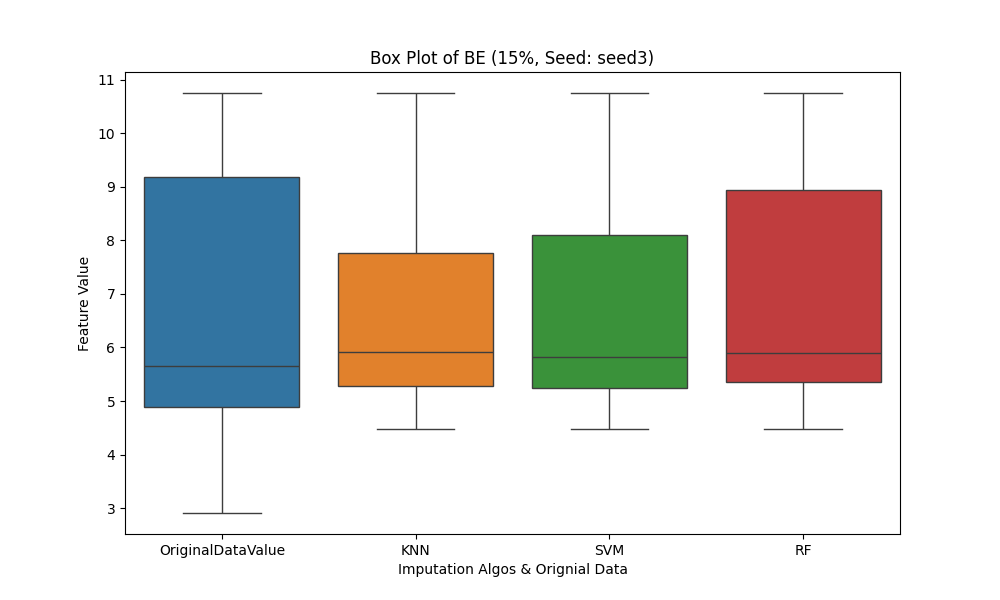 Box Plot of BE (15%, Seed: seed3)
Feature Value
11
10
9
8
7
6
5
4
3
OriginalDataValue
KNN
SVM
RF
Imputation Algos & Orignial Data